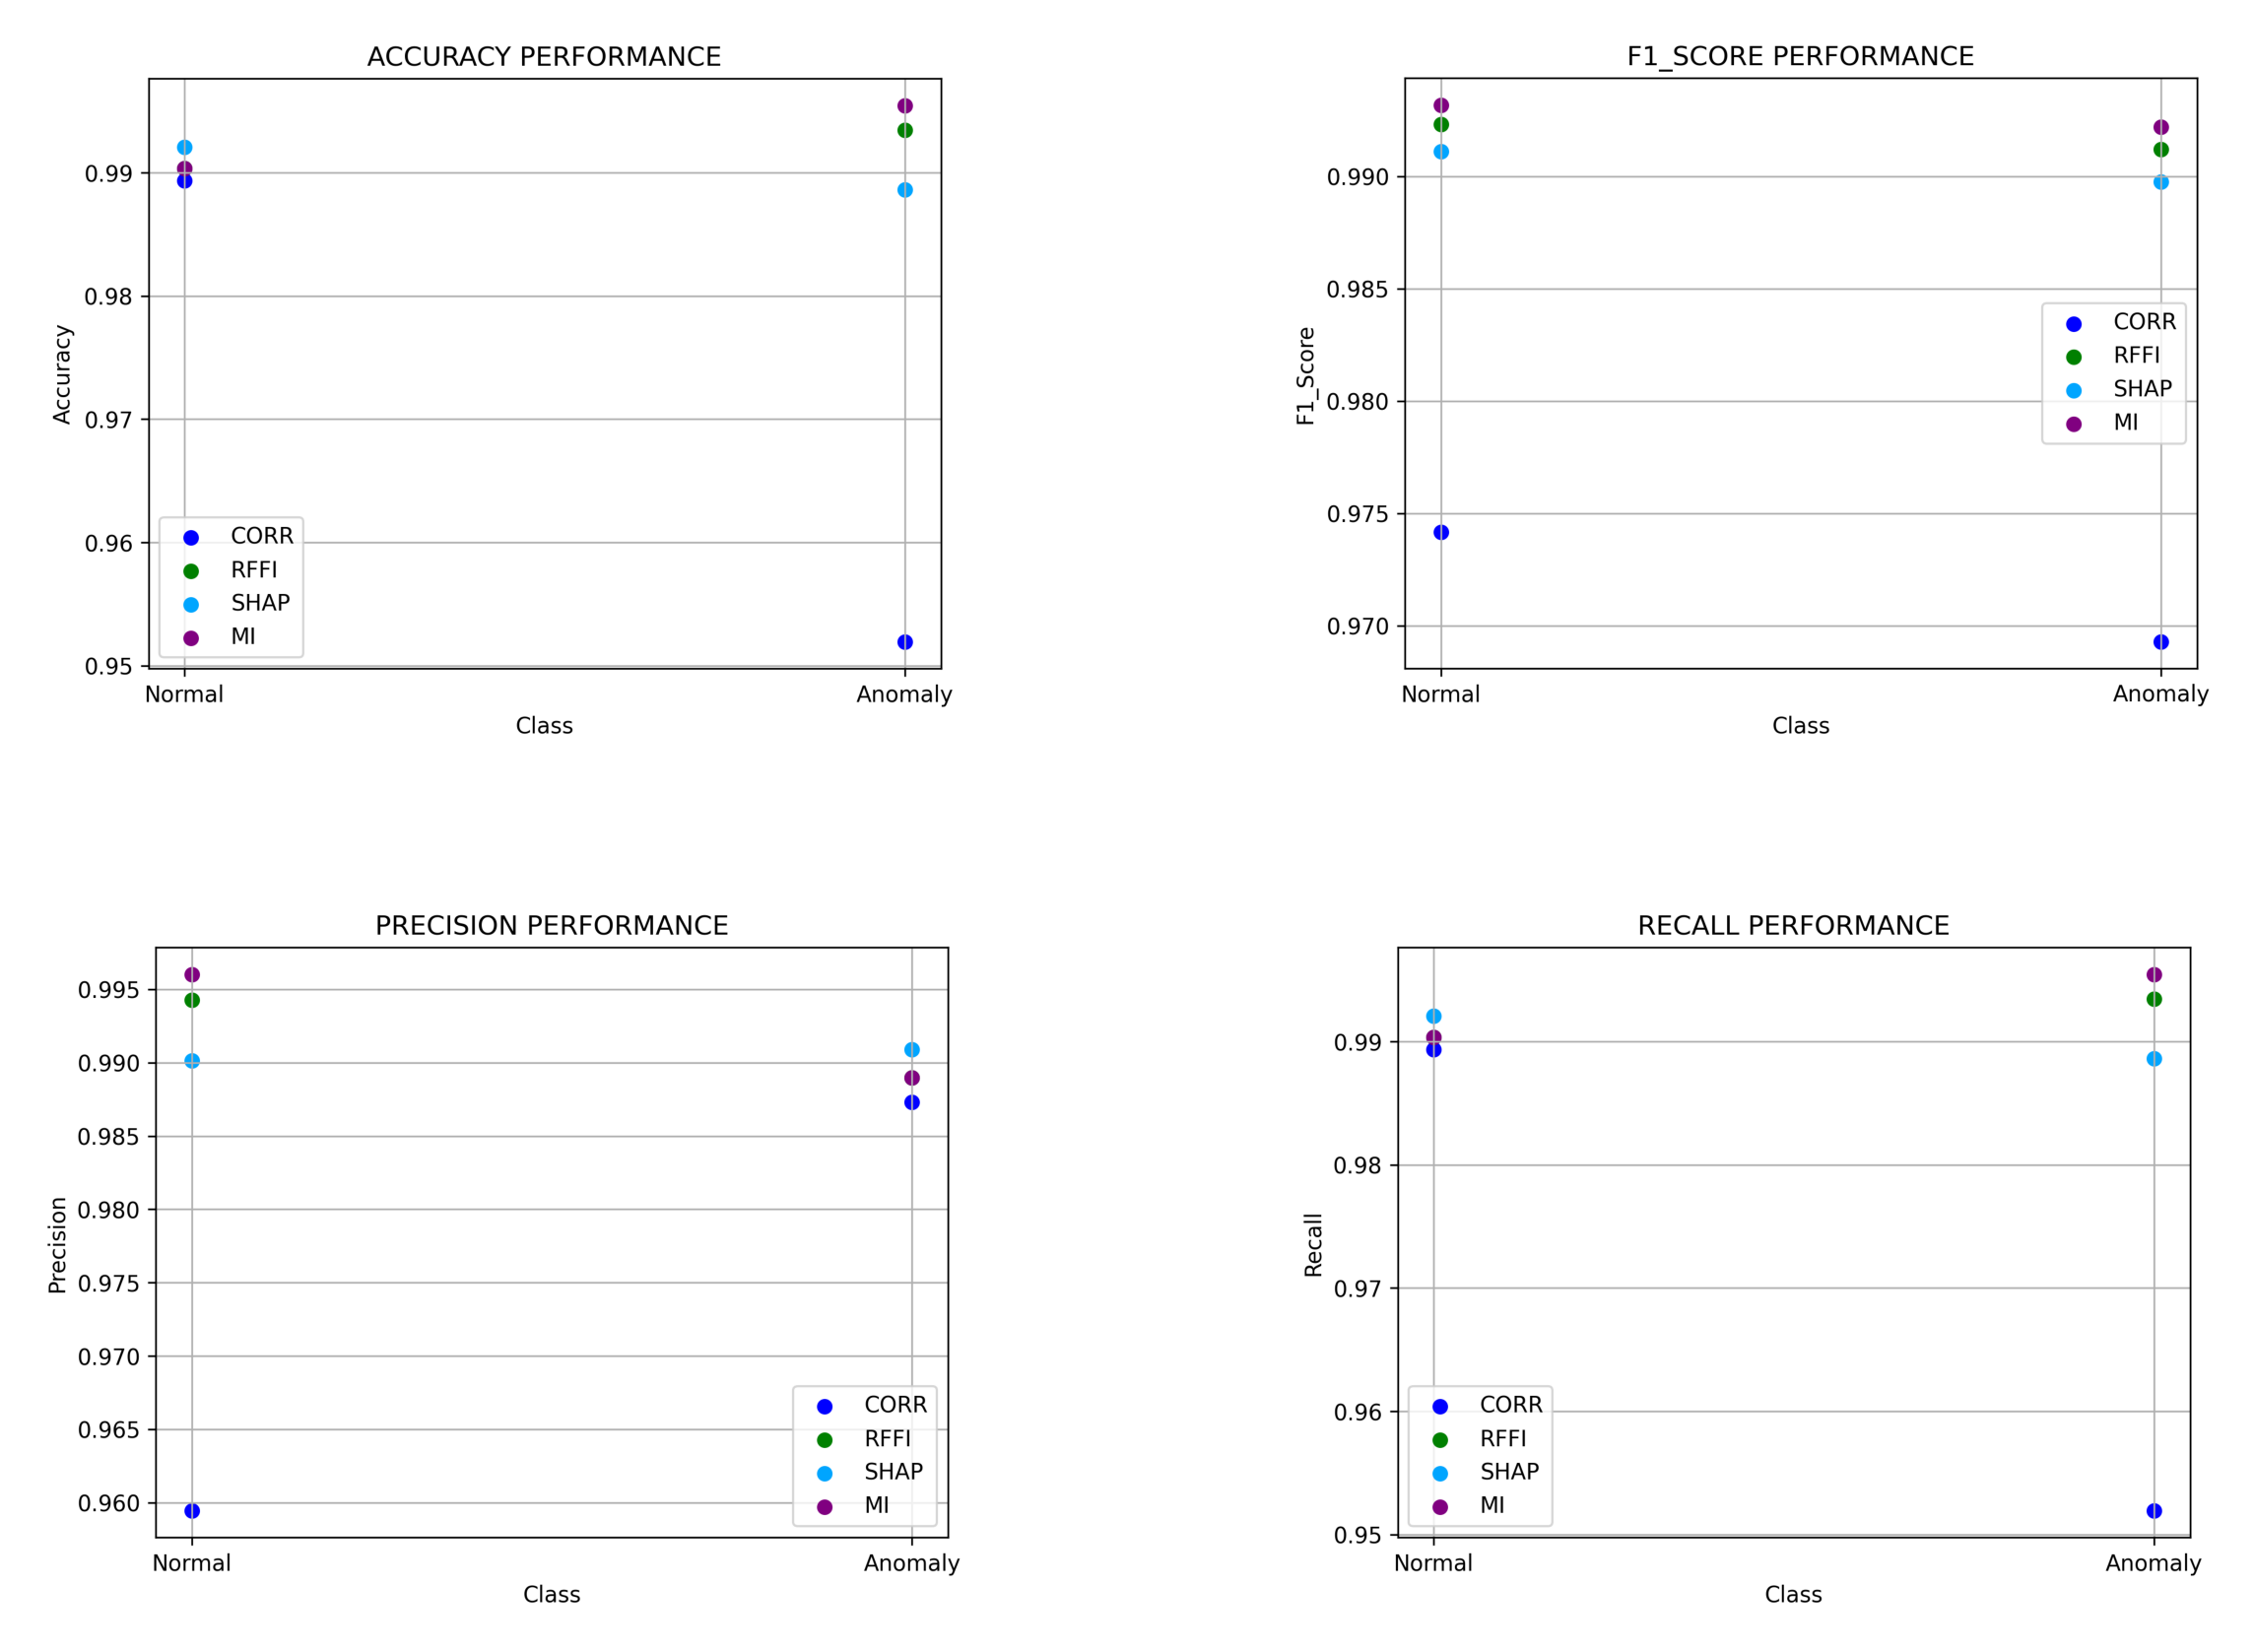 ACCURACY PERFORMANCE
Accuracy
0.99
0.98
0.97
0.96
0.95
CORR
RFFI
SHAP
MI
Normal
Anomaly
Class
F1_SCORE PERFORMANCE
F1_Score
0.990
0.985
0.980
0.975
0.970
CORR
RFFI
SHAP
MI
Normal
Anomaly
Class
PRECISION PERFORMANCE
Precision
0.995
0.990
0.985
0.980
0.975
0.970
0.965
0.960
CORR
RFFI
SHAP
MI
Normal
Anomaly
Class
RECALL PERFORMANCE
Recall
0.99
0.98
0.97
0.96
0.95
CORR
RFFI
SHAP
MI
Normal
Anomaly
Class